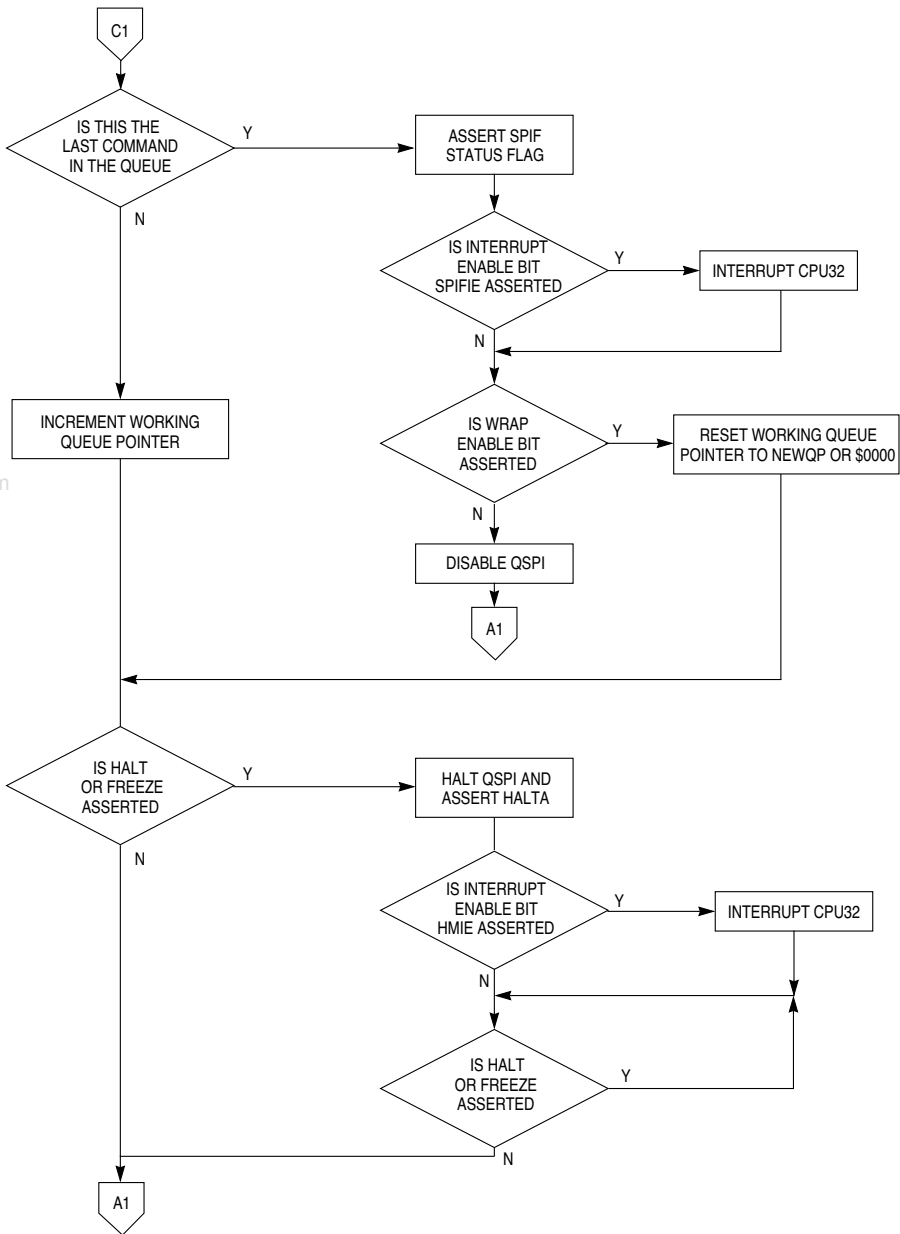 C1
IS THIS THE
LAST COMMAND
IN THE QUEUE
Y
N
ASSERT SPIF
STATUS FLAG
IS INTERRUPT
ENABLE BIT
SPIFIE ASSERTED
Y
N
INTERRUPT CPU32
INCREMENT WORKING
QUEUE POINTER
IS WRAP
ENABLE BIT
ASSERTED
Y
N
RESET WORKING QUEUE
POINTER TO NEWQP OR $0000
DISABLE QSPI
A1
IS HALT
OR FREEZE
ASSERTED
Y
N
HALT QSPI AND
ASSERT HALTA
IS INTERRUPT
ENABLE BIT
HMIE ASSERTED
Y
N
INTERRUPT CPU32
IS HALT
OR FREEZE
ASSERTED
Y
N
A1